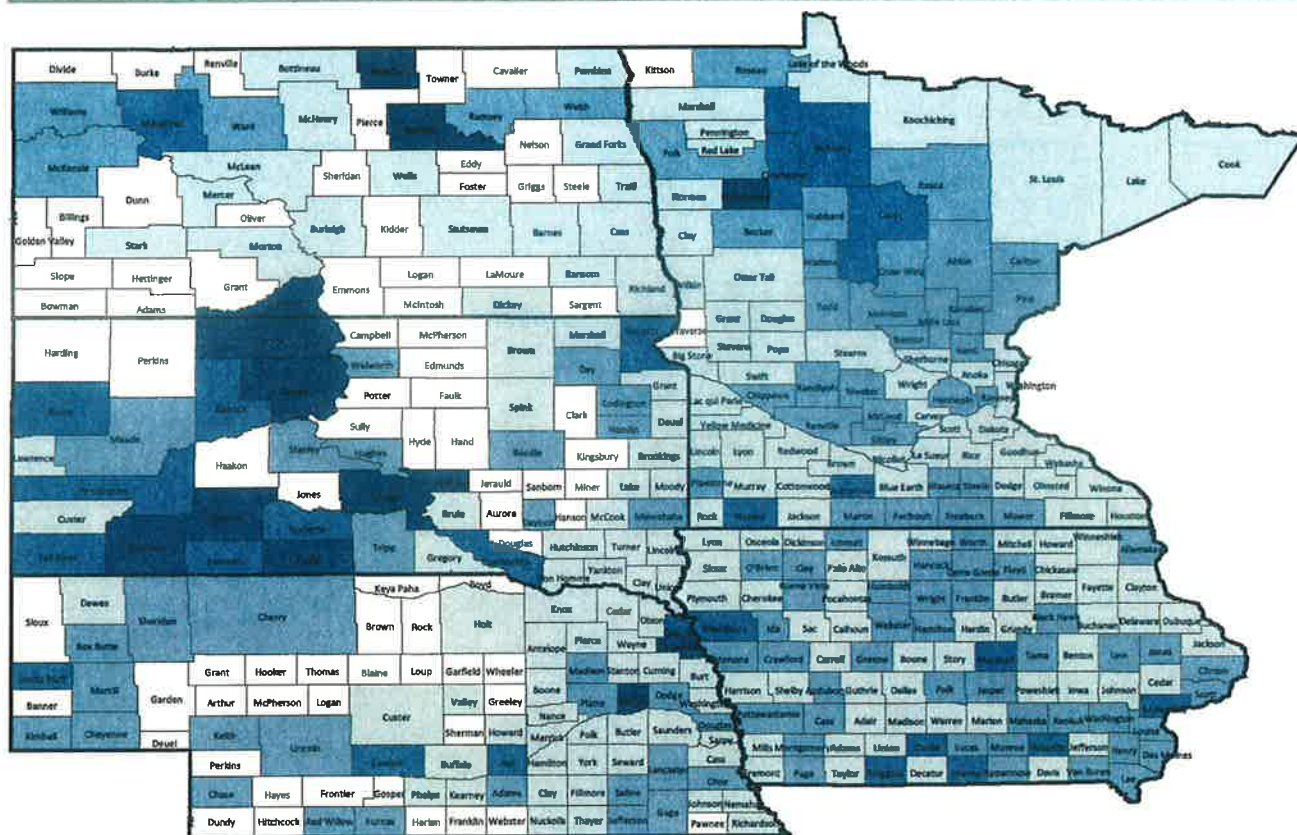 Divide
Burke
Renville
Bottineau
Towner
Cavalier
Pembina
Kittson
Roseau
Lake of the Woods
Williams
Ward
McHenry
Pierce
Ramsey
Walsh
Marshall
Koochiching
Pennington
Red Lake
Polk
Nelson
Grand Forks
McKenzie
McLean
Sheridan
Wells
Eddy
Foster
Griggs
Steele
Traill
Norman
Itasca
St. Louis
Lake
Cook
Dunn
Mercer
Oliver
Billings
Golden Valley
Stark
Morton
Burleigh
Kidder
Stutsman
Barnes
Cass
Clay
Becker
Hubbard
Cass
Slope
Hettinger
Grant
Emmons
Logan
LaMoure
Ransom
Richland
Otter Tail
Wadena
Crow Wing
Aitkin
Carlton
Bowman
Adams
McIntosh
Dickey
Sargent
Todd
Morrison
Mille Lacs
Pine
Harding
Perkins
Campbell
McPherson
Brown
Marshall
Traverse
Grant
Douglas
Walworth
Edmunds
Day
Big Stone
Stevens
Pope
Stearns
Sherburne
Anoka
Washington
Potter
Faulk
Spink
Clark
Codington
Grant
Swift
Wright
Meade
Sully
Hyde
Hand
Hamlin
Deuel
Lac qui Parle
Chippewa
Kandiyohi
Meeker
Carver
Scott
Dakota
Lawrence
Haakon
Stanley
Hughes
Beadle
Kingsbury
Brookings
Yellow Medicine
Renville
Sibley
Lincoln
Lyon
Redwood
Brown
Nicollet
Le Sueur
Rice
Goodhue
Wabasha
Pennington
Jones
Jerauld
Sanborn
Miner
Lake
Moody
Murray
Cottonwood
Blue Earth
Steele
Dodge
Olmsted
Winona
Custer
Brule
Aurora
Hanson
McCook
Minnehaha
Rock
Jackson
Martin
Faribault
Freeborn
Mower
Fillmore
Houston
Tripp
Gregory
Douglas
Hutchinson
Turner
Lincoln
Bon Homme
Yankton
Clay
Union
Lyon
Osceola
Dickinson
Emmet
Kossuth
Winnebago
Worth
Mitchell
Howard
Winneshiek
Sioux
O'Brien
Clay
Palo Alto
Hancock
Cerro Gordo
Floyd
Chickasaw
Fayette
Clayton
Plymouth
Cherokee
Buena Vista
Pocahontas
Wright
Franklin
Butler
Bremer
Sioux
Dawes
Sheridan
Cherry
Keya Paha
Boyd
Brown
Rock
Holt
Knox
Cedar
Antelope
Pierce
Wayne
Box Butte
Ida
Sac
Calhoun
Webster
Hamilton
Hardin
Grundy
Black Hawk
Buchanan
Delaware
Dubuque
Grant
Hooker
Thomas
Blaine
Loup
Garfield
Wheeler
Madison
Stanton
Cuming
Burt
Monona
Crawford
Carroll
Greene
Boone
Story
Tama
Benton
Linn
Jones
Jackson
Banner
Morrill
Garden
Arthur
McPherson
Logan
Custer
Valley
Greeley
Boone
Platte
Dodge
Washington
Harrison
Shelby
Audubon
Guthrie
Dallas
Polk
Jasper
Poweshiek
Iowa
Johnson
Cedar
Clinton
Scott
Kimball
Cheyenne
Deuel
Keith
Lincoln
Sherman
Howard
Nance
Merrick
Polk
Butler
Saunders
Douglas
Sarpy
Pottawattamie
Cass
Adair
Madison
Warren
Marion
Mahaska
Keokuk
Washington
Perkins
Buffalo
Hall
Hamilton
York
Seward
Lancaster
Cass
Mills
Montgomery
Adams
Union
Lucas
Monroe
Jefferson
Henry
Des Moines
Chase
Hayes
Frontier
Gosper
Phelps
Kearney
Adams
Clay
Fillmore
Saline
Otoe
Fremont
Page
Taylor
Decatur
Davis
Van Buren
Lee
Dundy
Hitchcock
Red Willow
Furnas
Harlan
Franklin
Webster
Nuckolls
Thayer
Jefferson
Gage
Johnson
Nemaha
Pawnee
Richardson